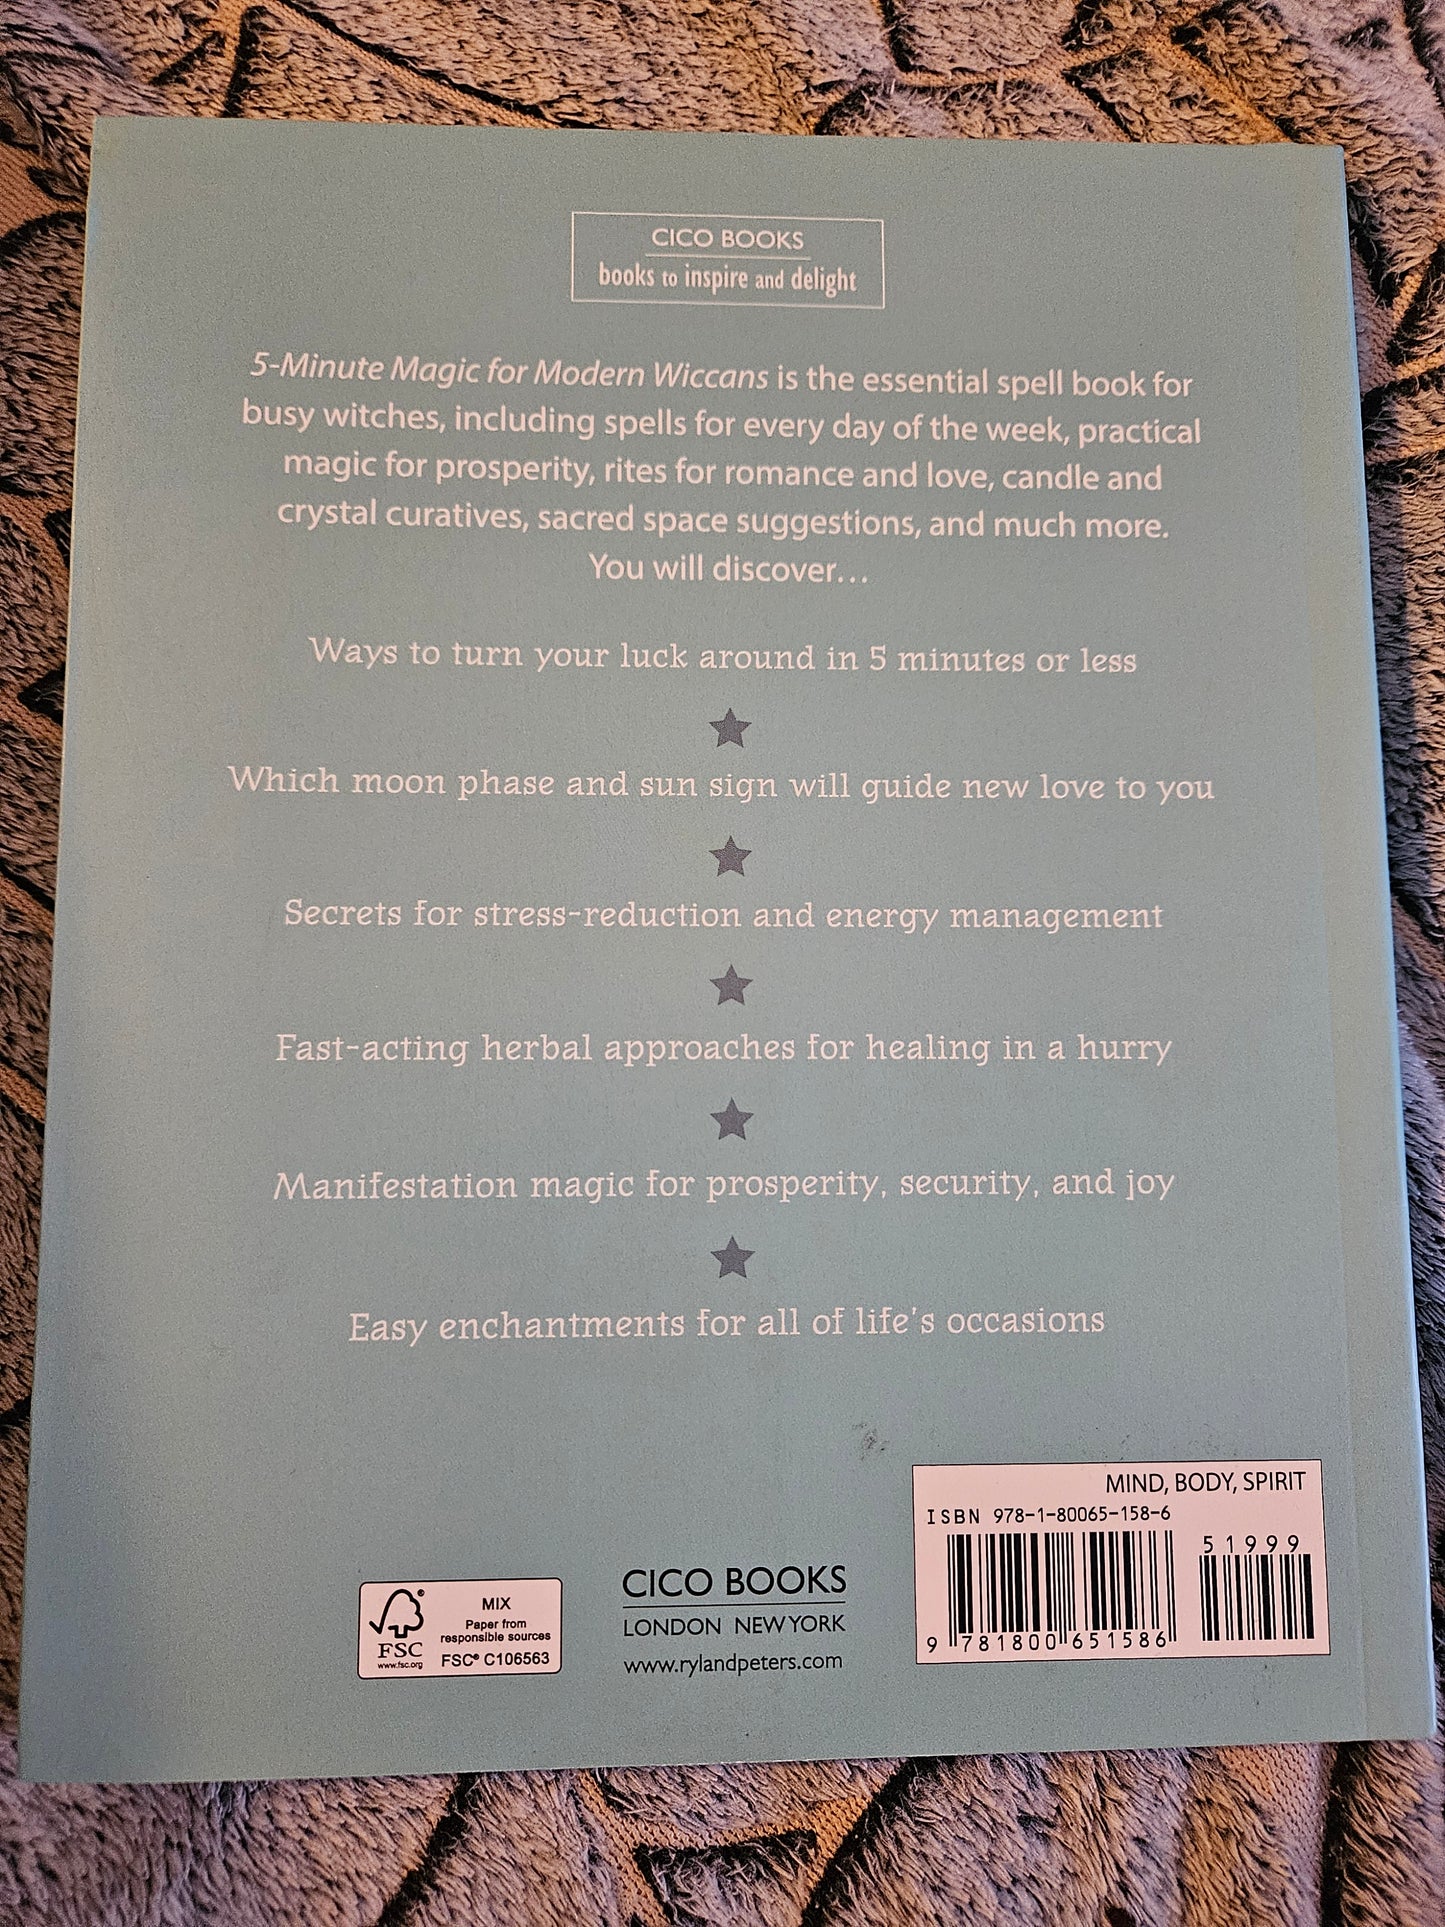 CICO BOOKS
books to inspire and delight
5-Minute Magic for Modern Wiccans is the essential spell book for
busy witches, including spells for every day of the week, practical
magic for prosperity, rites for romance and love, candle and
crystal curatives, sacred space suggestions, and much more.
You will discover...
Ways to turn your luck around in 5 minutes or less
Which moon phase and sun sign will guide new love to you
Secrets for stress-reduction and energy management
Fast-acting herbal approaches for healing in a hurry
Manifestation magic for prosperity, security, and joy
Easy enchantments for all of life's occasions
MIND, BODY, SPIRIT
ISBN 978-1-80065-158-6
51999
9 781800 651586
CICO BOOKS
LONDON NEW YORK
www.rylandpeters.com
FSC
www.fsc.org
MIX
Paper from
responsible sources
FSC® C106563